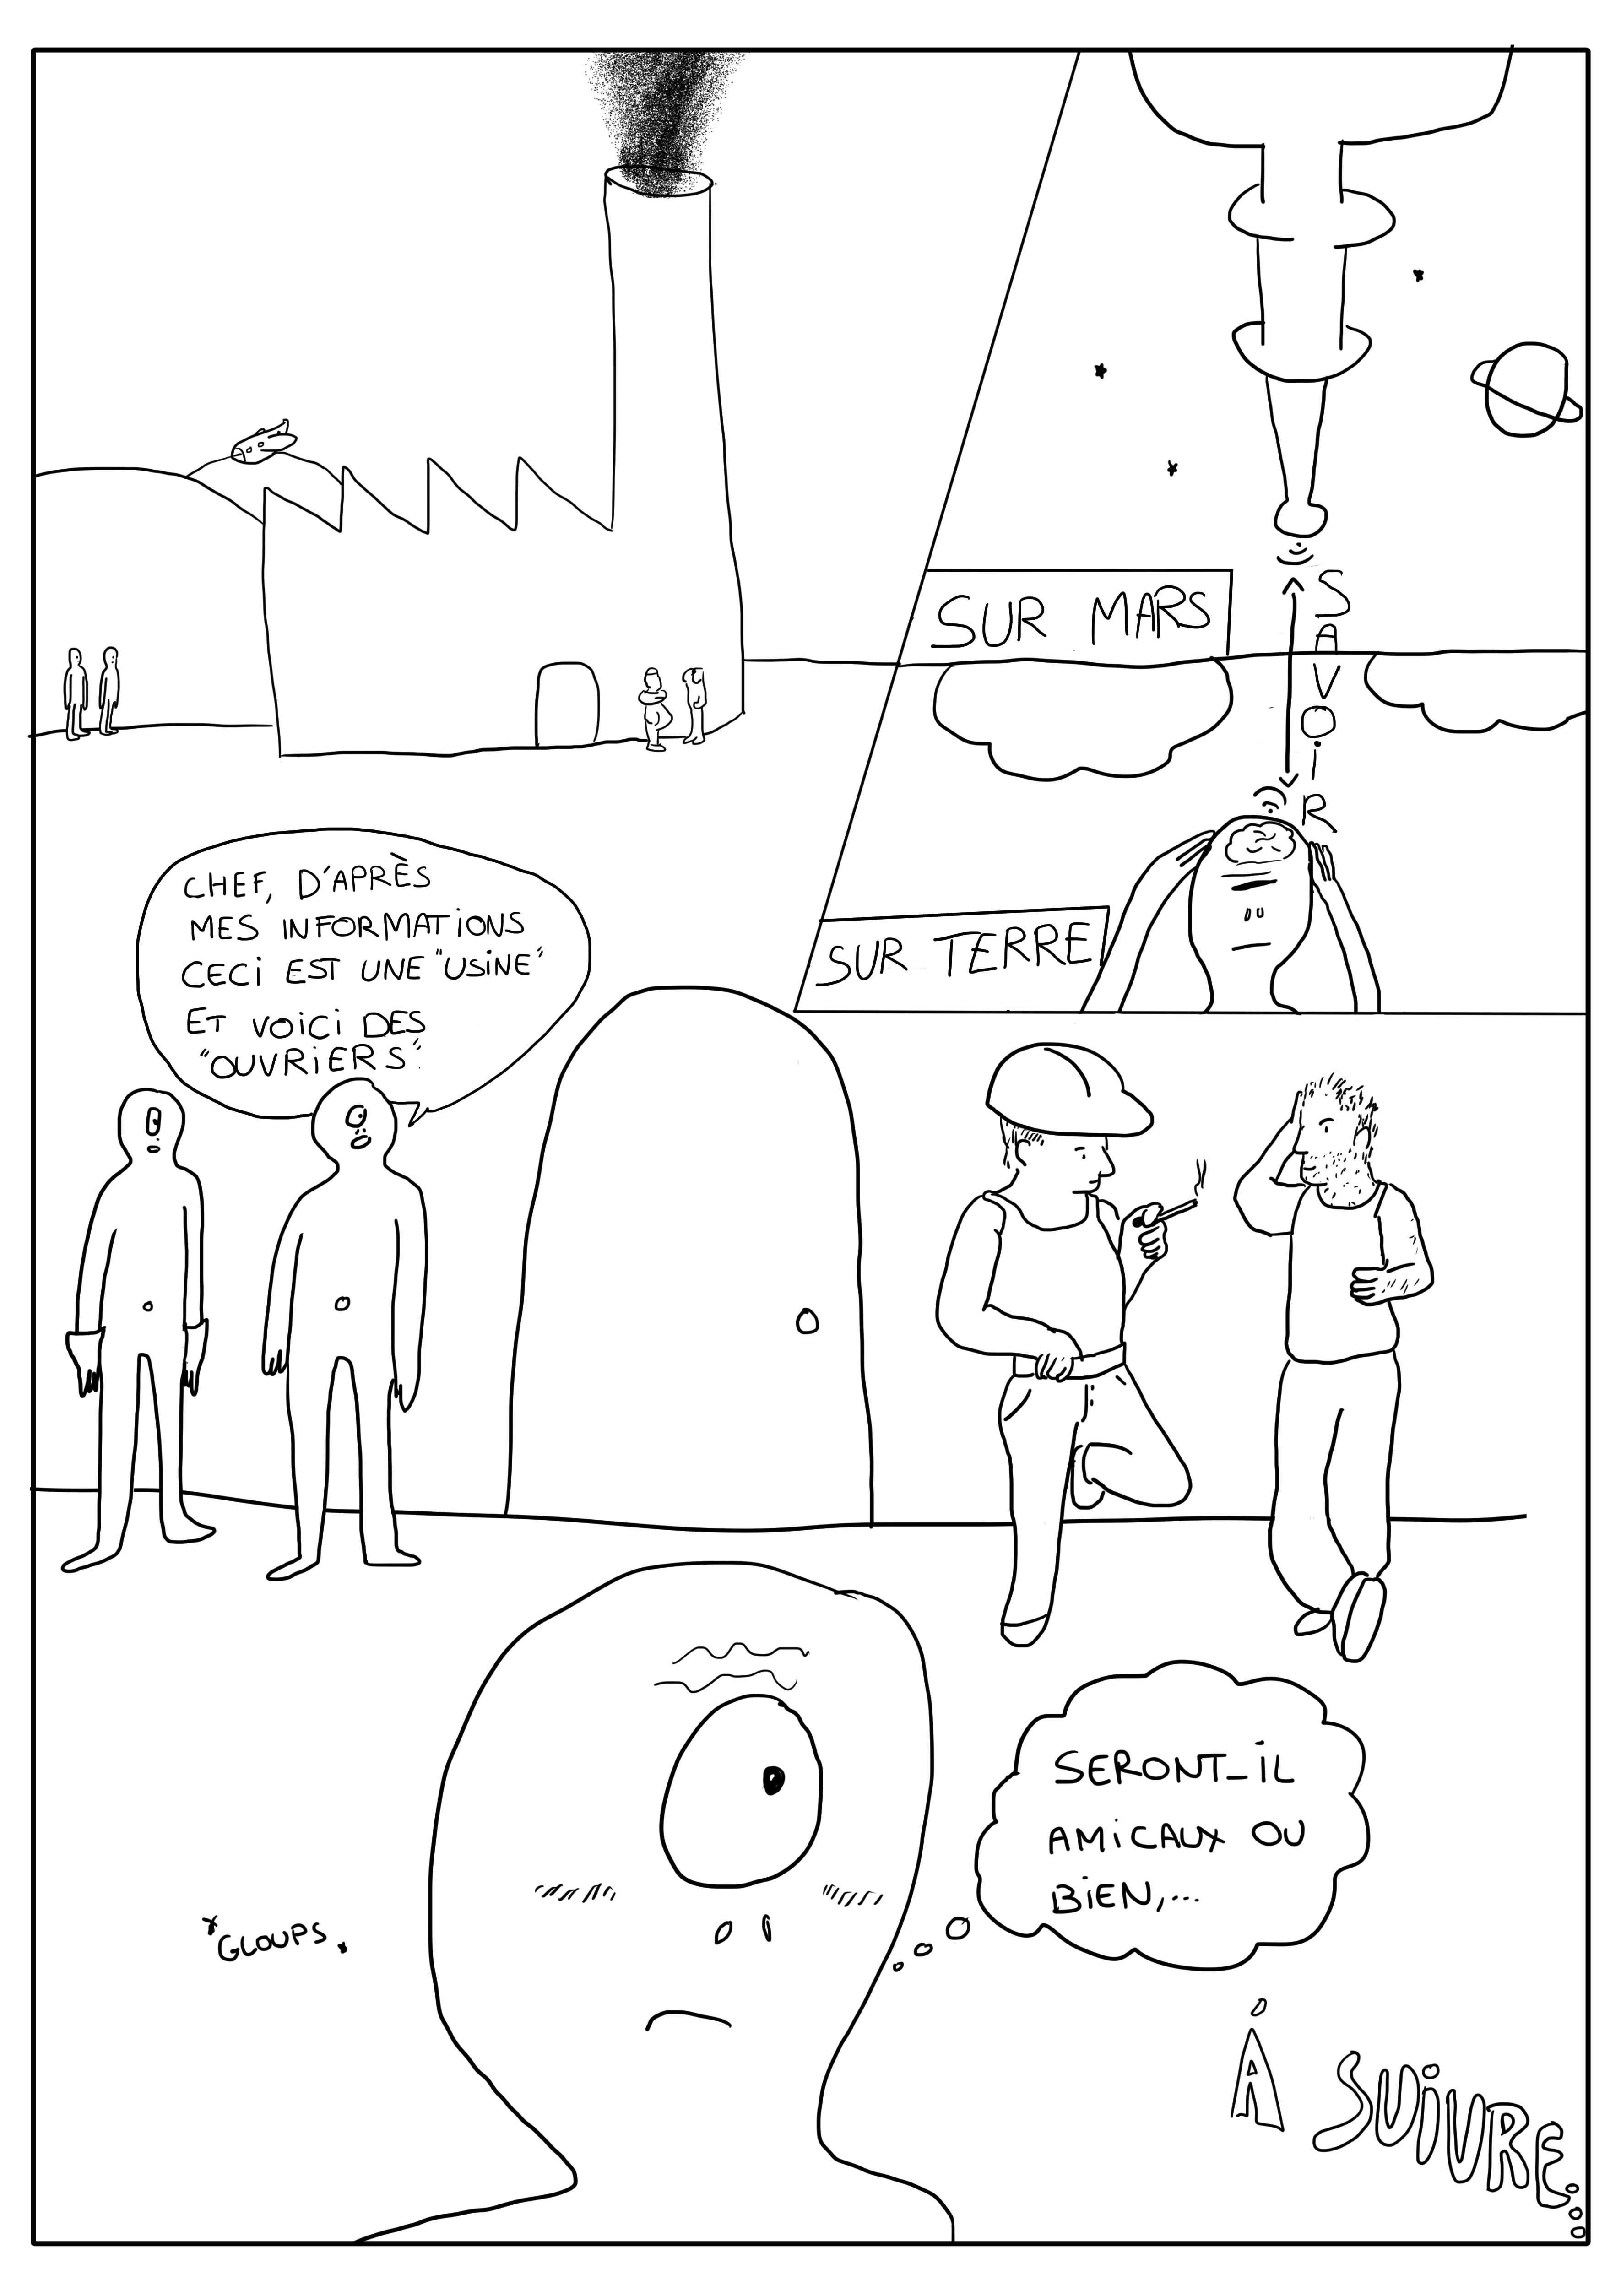 SUR MARS
SAVOiR
SUR TERRE
CHEF, D'APRÈS
MES INFORMATiONS
CECi EST UNE "USiNE"
ET VOiCi DES
"OUVRiERS".
SERONT_iL
AMiCAUX OU
BiEN,...
*GLOUPS*
À SUiVRE...